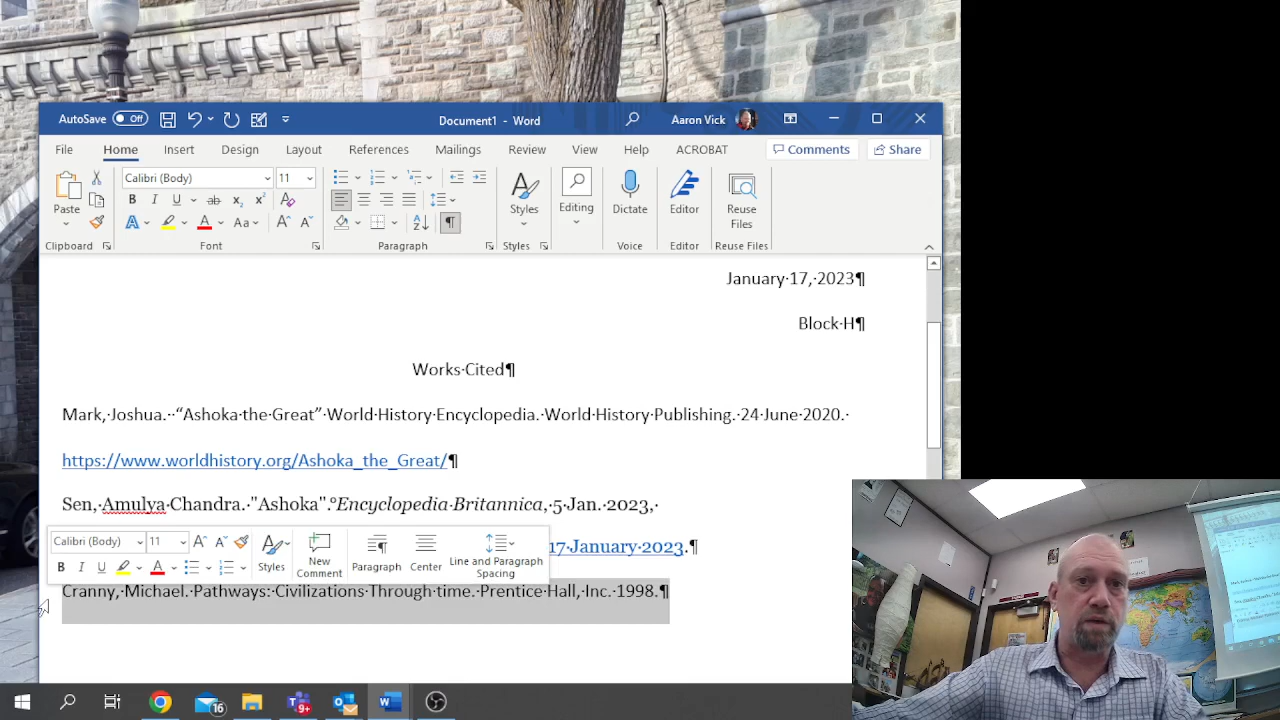 AutoSave Off Document1 - Word Aaron Vick
File Home Insert Design Layout References Mailings Review View Help ACROBAT Comments Share
Calibri (Body) 11
Paste Styles Editing Dictate Editor Reuse Files
Clipboard Font Paragraph Styles Voice Editor Reuse Files
January·17,·2023¶
Block·H¶
Works·Cited¶
Mark,·Joshua.··“Ashoka·the·Great”·World·History·Encyclopedia.·World·History·Publishing.·24·June·2020.·
https://www.worldhistory.org/Ashoka_the_Great/¶
Sen,·Amulya·Chandra.·"Ashoka".°Encyclopedia·Britannica,·5·Jan.·2023,·
Calibri (Body) 11
17·January·2023.¶
B I U Styles New Comment Paragraph Center Line and Paragraph Spacing
Cranny,·Michael.·Pathways:·Civilizations·Through·time.·Prentice·Hall,·Inc.·1998.¶
16 9+